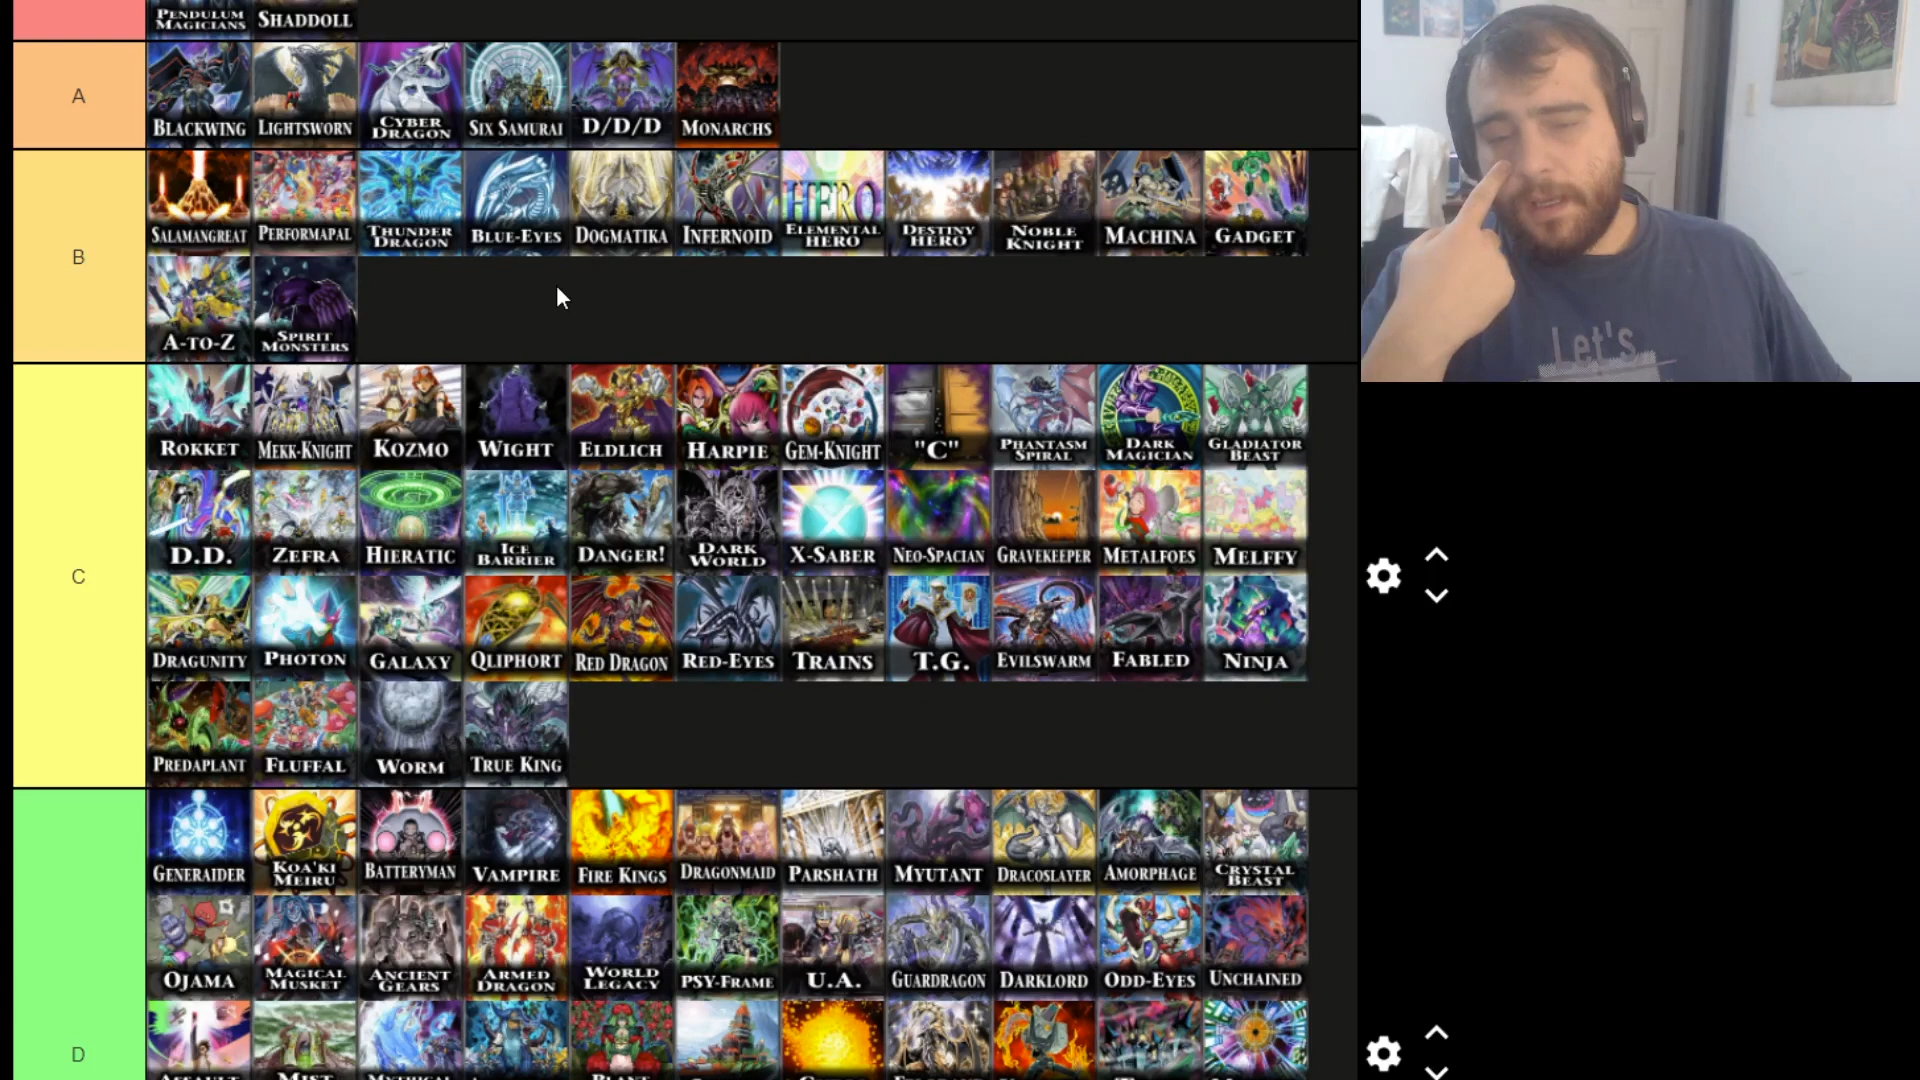 PENDULUM MAGICIANS
SHADDOLL
A
BLACKWING
LIGHTSWORN
CYBER DRAGON
SIX SAMURAI
D/D/D
MONARCHS
B
SALAMANGREAT
PERFORMAPAL
THUNDER DRAGON
BLUE-EYES
DOGMATIKA
INFERNOID
HERO
ELEMENTAL HERO
DESTINY HERO
NOBLE KNIGHT
MACHINA
GADGET
A-TO-Z
SPIRIT MONSTERS
C
ROKKET
MEKK-KNIGHT
KOZMO
WIGHT
ELDLICH
HARPIE
GEM-KNIGHT
"C"
PHANTASM SPIRAL
DARK MAGICIAN
GLADIATOR BEAST
D.D.
ZEFRA
HIERATIC
ICE BARRIER
DANGER!
DARK WORLD
X-SABER
NEO-SPACIAN
GRAVEKEEPER
METALFOES
MELFFY
DRAGUNITY
PHOTON
GALAXY
QLIPHORT
RED DRAGON
RED-EYES
TRAINS
T.G.
EVILSWARM
FABLED
NINJA
PREDAPLANT
FLUFFAL
WORM
TRUE KING
D
GENERAIDER
KOA'KI MEIRU
BATTERYMAN
VAMPIRE
FIRE KINGS
DRAGONMAID
PARSHATH
MYUTANT
DRACOSLAYER
AMORPHAGE
CRYSTAL BEAST
OJAMA
MAGICAL MUSKET
ANCIENT GEARS
ARMED DRAGON
WORLD LEGACY
PSY-FRAME
U.A.
GUARDRAGON
DARKLORD
ODD-EYES
UNCHAINED
ASSAULT
MIST
MYTHICAL
PLANT
Let's